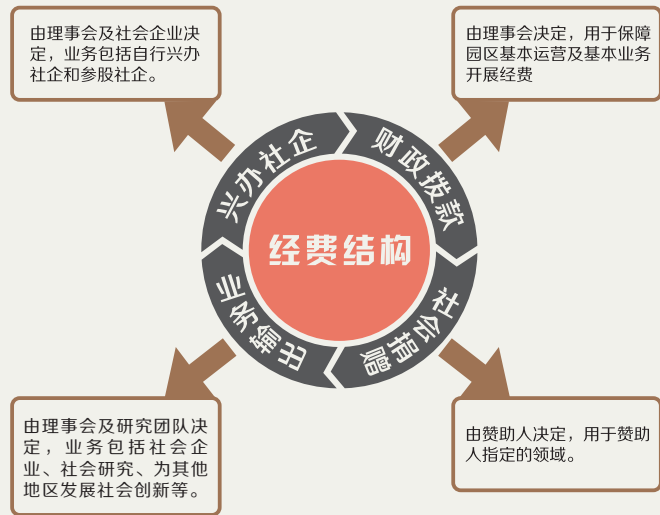 由理事会及社会企业决
定，业务包括自行兴办
社企和参股社企。
由理事会决定，用于保障
园区基本运营及基本业务
开展经费
兴办社企
财政拨款
经费结构
业务输出
社会捐赠
由理事会及研究团队决
定，业务包括社会企
业、社会研究、为其他
地区发展社会创新等。
由赞助人决定，用于赞助
人指定的领域。